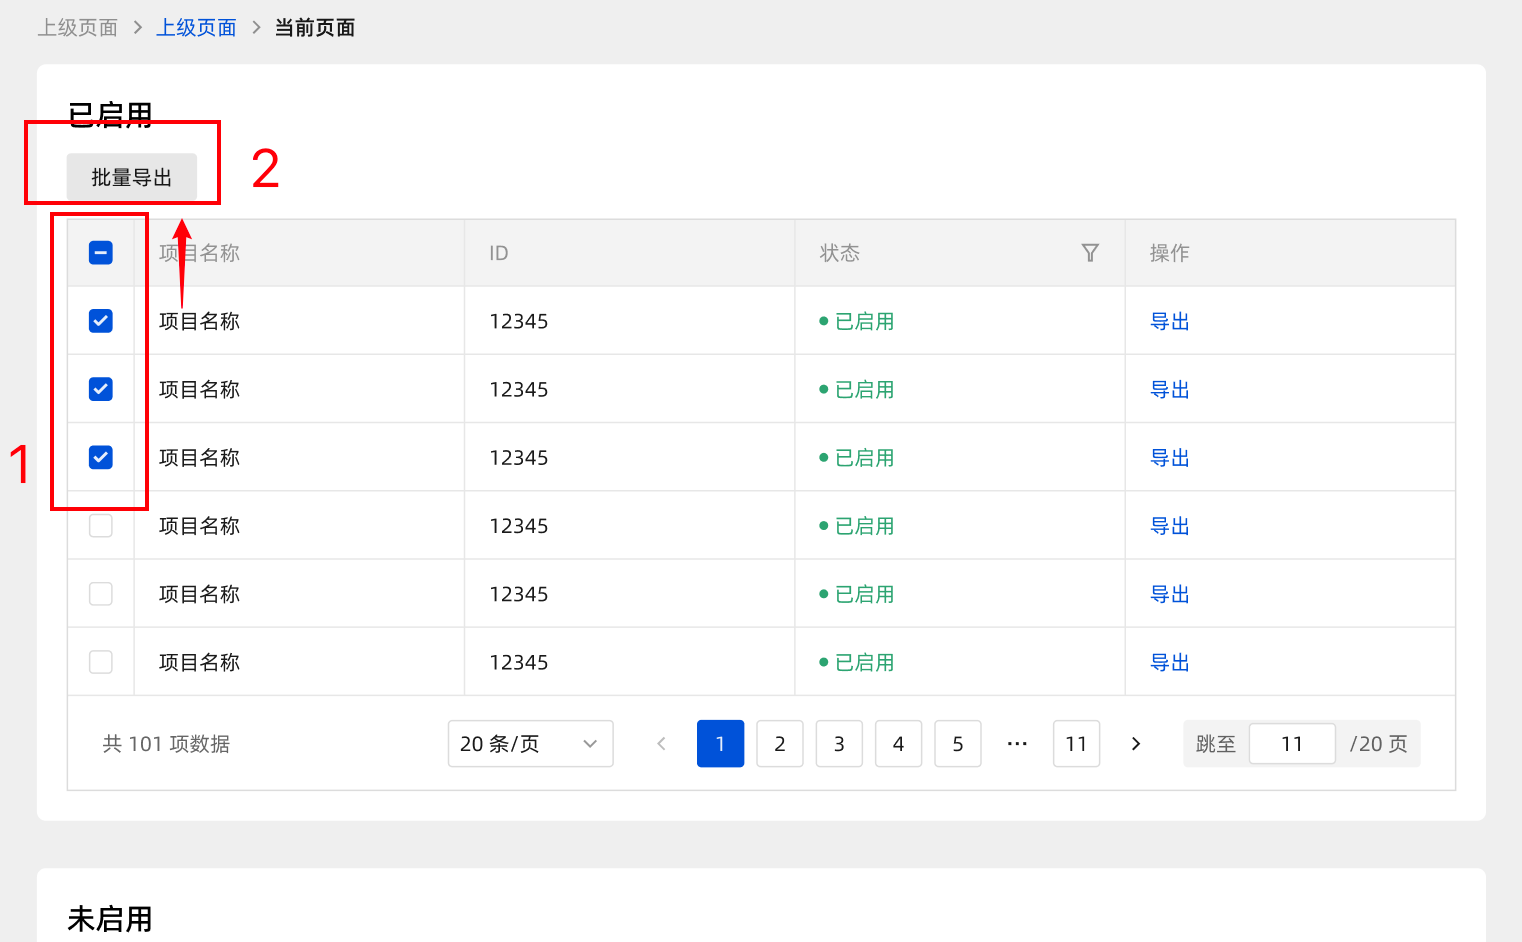 上级页面 > 上级页面 > 当前页面
已启用
批量导出
2
项目名称 ID 状态 操作
项目名称 12345 已启用 导出
项目名称 12345 已启用 导出
1
项目名称 12345 已启用 导出
项目名称 12345 已启用 导出
项目名称 12345 已启用 导出
项目名称 12345 已启用 导出
共 101 项数据 20 条/页 < 1 2 3 4 5 ··· 11 > 跳至 11 /20 页
未启用